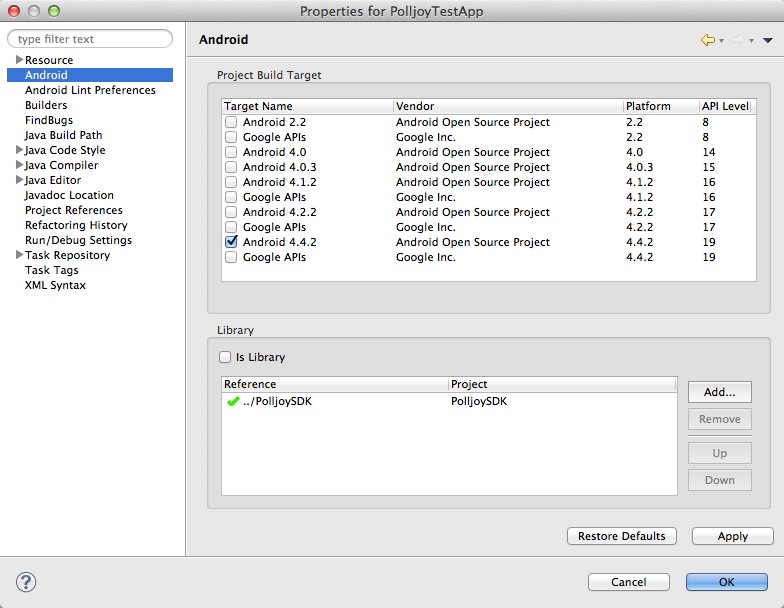 Properties for PolljoyTestApp
type filter text
Resource
Android
Android Lint Preferences
Builders
FindBugs
Java Build Path
Java Code Style
Java Compiler
Java Editor
Javadoc Location
Project References
Refactoring History
Run/Debug Settings
Task Repository
Task Tags
XML Syntax
Android
Project Build Target
Target Name Vendor Platform API Level
Android 2.2 Android Open Source Project 2.2 8
Google APIs Google Inc. 2.2 8
Android 4.0 Android Open Source Project 4.0 14
Android 4.0.3 Android Open Source Project 4.0.3 15
Android 4.1.2 Android Open Source Project 4.1.2 16
Google APIs Google Inc. 4.1.2 16
Android 4.2.2 Android Open Source Project 4.2.2 17
Google APIs Google Inc. 4.2.2 17
Android 4.4.2 Android Open Source Project 4.4.2 19
Google APIs Google Inc. 4.4.2 19
Library
Is Library
Reference Project
../PolljoySDK PolljoySDK
Add...
Remove
Up
Down
Restore Defaults Apply
? Cancel OK